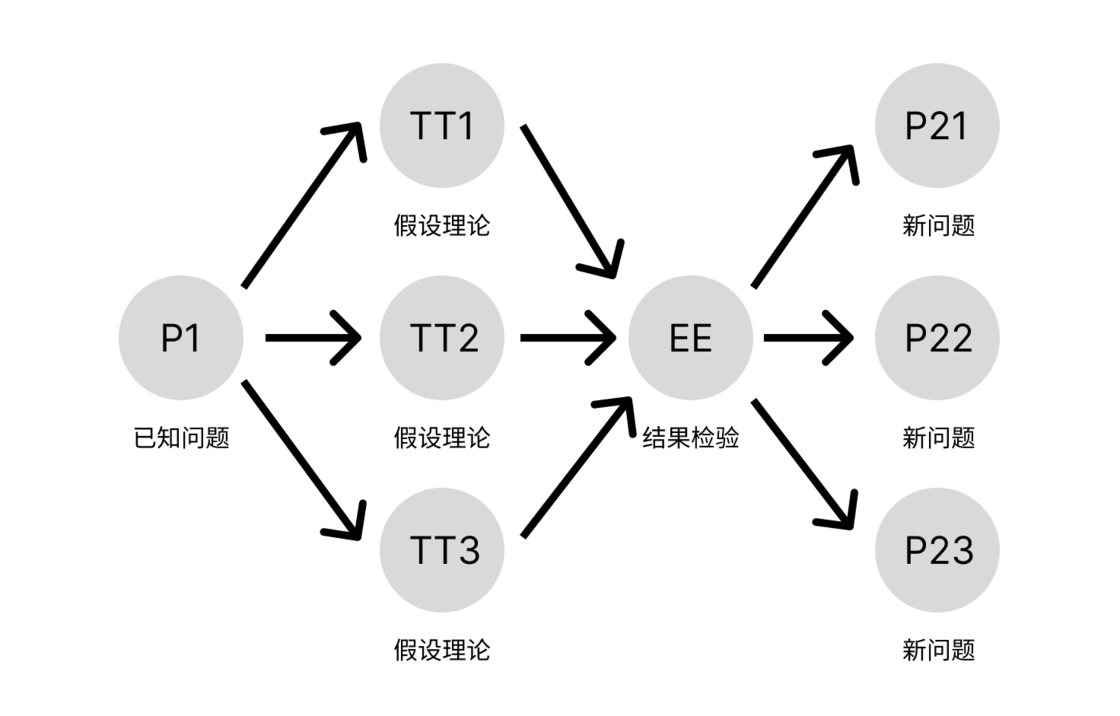 TT1
P21
假设理论
新问题
P1
TT2
EE
P22
已知问题
假设理论
结果检验
新问题
TT3
P23
假设理论
新问题